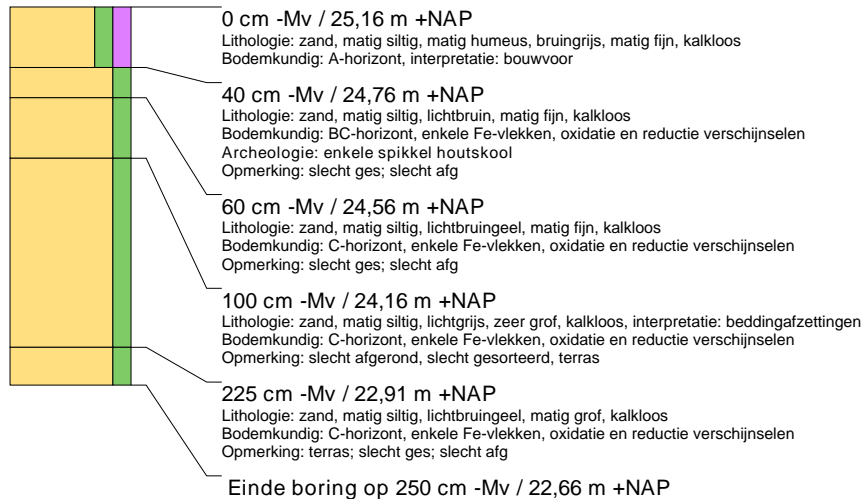 0 cm -Mv / 25,16 m +NAP
Lithologie: zand, matig siltig, matig humeus, bruingrijs, matig fijn, kalkloos
Bodemkundig: A-horizont, interpretatie: bouwvoor
40 cm -Mv / 24,76 m +NAP
Lithologie: zand, matig siltig, lichtbruin, matig fijn, kalkloos
Bodemkundig: BC-horizont, enkele Fe-vlekken, oxidatie en reductie verschijnselen
Archeologie: enkele spikkel houtskool
Opmerking: slecht ges; slecht afg
60 cm -Mv / 24,56 m +NAP
Lithologie: zand, matig siltig, lichtbruingeel, matig fijn, kalkloos
Bodemkundig: C-horizont, enkele Fe-vlekken, oxidatie en reductie verschijnselen
Opmerking: slecht ges; slecht afg
100 cm -Mv / 24,16 m +NAP
Lithologie: zand, matig siltig, lichtgrijs, zeer grof, kalkloos, interpretatie: beddingafzettingen
Bodemkundig: C-horizont, enkele Fe-vlekken, oxidatie en reductie verschijnselen
Opmerking: slecht afgerond, slecht gesorteerd, terras
225 cm -Mv / 22,91 m +NAP
Lithologie: zand, matig siltig, lichtbruingeel, matig grof, kalkloos
Bodemkundig: C-horizont, enkele Fe-vlekken, oxidatie en reductie verschijnselen
Opmerking: terras; slecht ges; slecht afg
Einde boring op 250 cm -Mv / 22,66 m +NAP